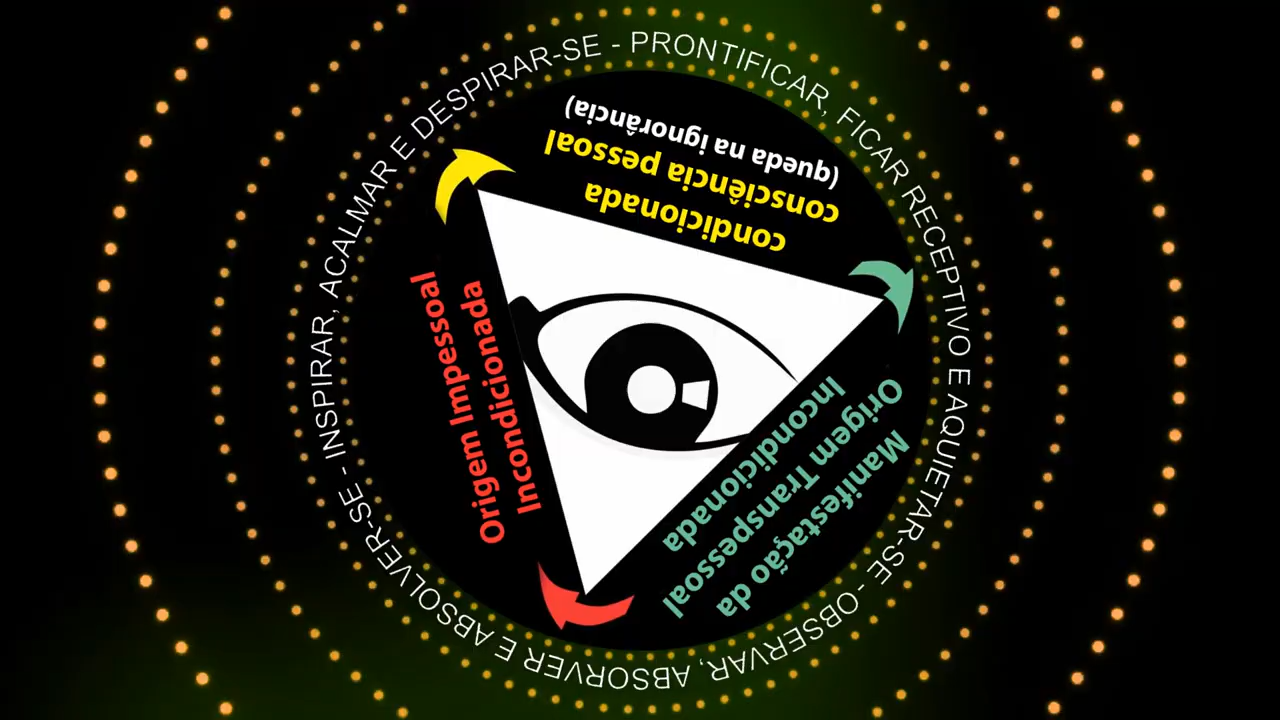 INSPIRAR, ACALMAR E DESPIRAR-SE - PRONTIFICAR, FICAR RECEPTIVO E AQUIETAR-SE - OBSERVAR, ABSORVER E ABSOLVER-SE -
condicionada
consciência pessoal
(queda na ignorância)
Origem Impessoal
Incondicionada
Manifestação da
Origem Transpessoal
Incondicionada